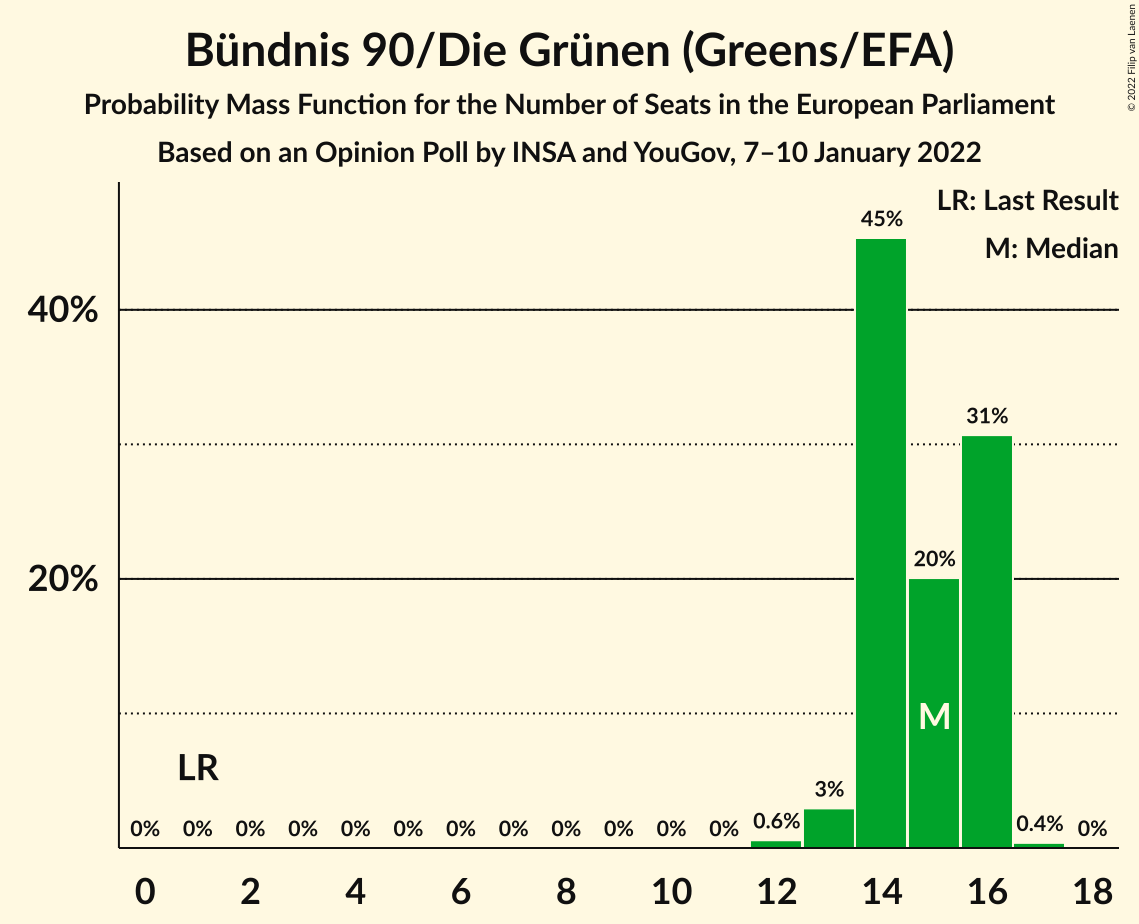 Bündnis 90/Die Grünen (Greens/EFA)
Probability Mass Function for the Number of Seats in the European Parliament
Based on an Opinion Poll by INSA and YouGov, 7–10 January 2022
© 2022 Filip van Laenen
LR: Last Result
M: Median
45%
40%
31%
20%
20%
M
LR
3%
0% 0% 0% 0% 0% 0% 0% 0% 0% 0% 0% 0% 0.6% 0.4% 0%
0 2 4 6 8 10 12 14 16 18